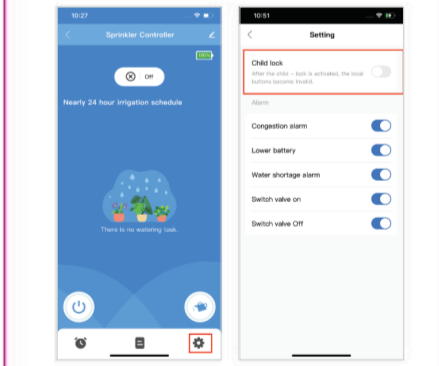 10:27
Sprinkler Controller
100%
Off
Nearly 24 hour irrigation schedule
There is no watering task.
10:51
Setting
Child lock
After the child - lock is activated, the local
buttons become invalid.
Alarm
Congestion alarm
Lower battery
Water shortage alarm
Switch valve on
Switch valve Off